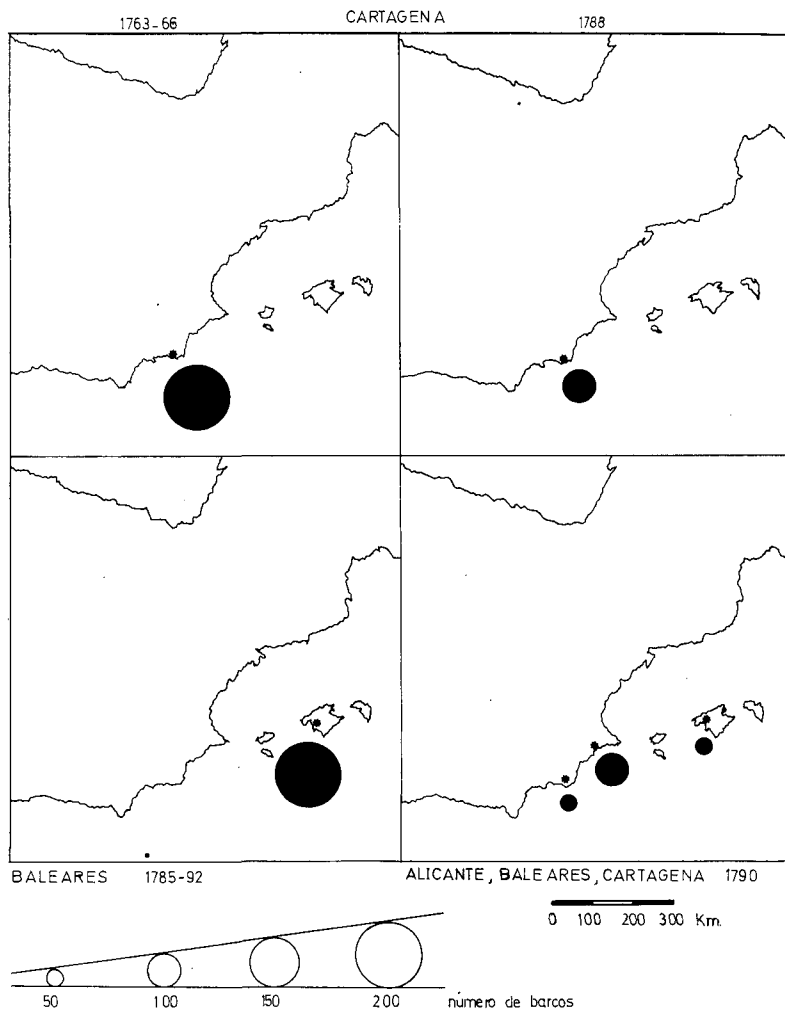 CARTAGENA
1763-66
1788
BALEARES 1785-92
ALICANTE, BALEARES, CARTAGENA 1790
0 100 200 300 Km.
50 100 150 200 número de barcos